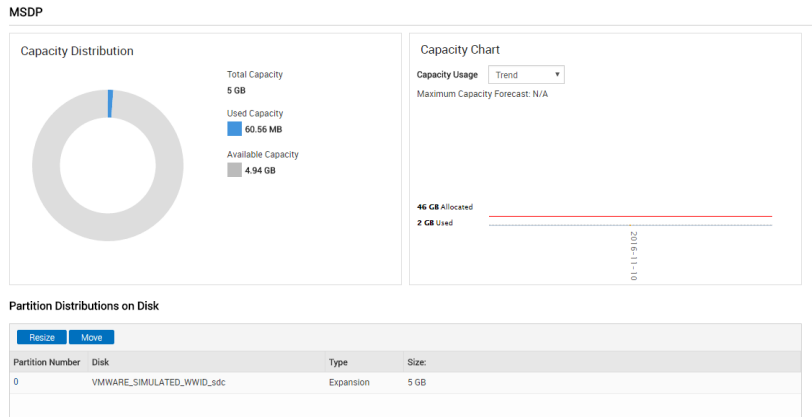 MSDP
Capacity Distribution
Total Capacity
5 GB
Used Capacity
60.56 MB
Available Capacity
4.94 GB
Capacity Chart
Capacity Usage Trend
Maximum Capacity Forecast: N/A
46 GB Allocated
2 GB Used
2016-11-10
Partition Distributions on Disk
Resize Move
Partition Number Disk Type Size:
0 VMWARE_SIMULATED_WWID_sdc Expansion 5 GB